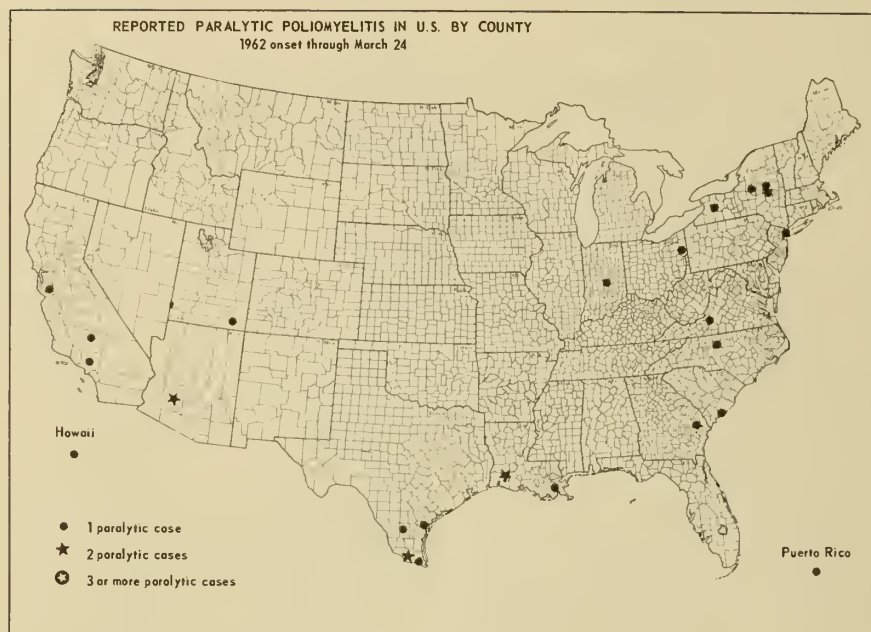 REPORTED PARALYTIC POLIOMYELITIS IN U.S. BY COUNTY
1962 onset through March 24
Hawaii
1 paralytic case
2 paralytic cases
3 or more paralytic cases
Puerto Rico